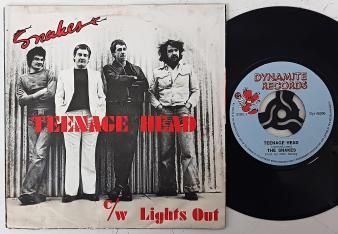 Snakes
TEENAGE HEAD
c/w Lights Out
DYNAMITE
RECORDS
TEENAGE HEAD
THE SNAKES